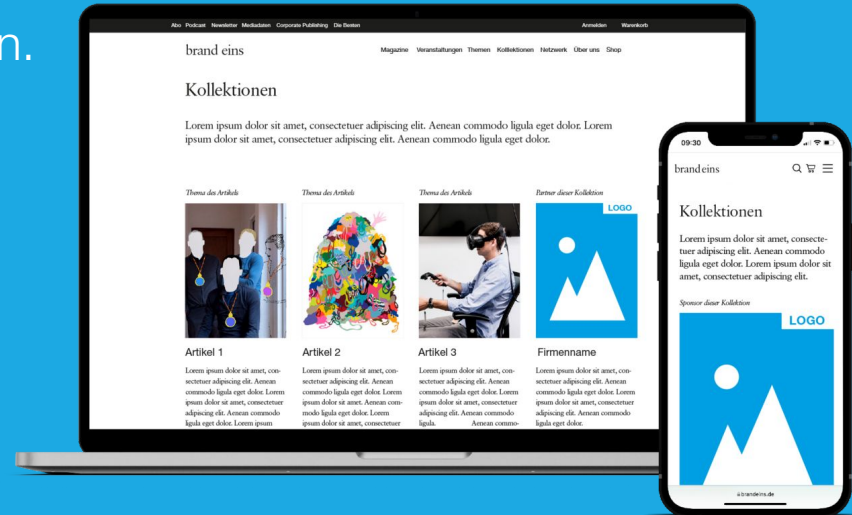 n.
Abo Podcast Newsletter Mediadaten Corporate Publishing Die Besten Anmelden Warenkorb
brand eins
Magazine Veranstaltungen Themen Kollektionen Netzwerk Über uns Shop
Kollektionen
Lorem ipsum dolor sit amet, consectetuer adipiscing elit. Aenean commodo ligula eget dolor. Lorem
ipsum dolor sit amet, consectetuer adipiscing elit. Aenean commodo ligula eget dolor.
Thema des Artikels
Artikel 1
Lorem ipsum dolor sit amet, con-
sectetuer adipiscing elit. Aenean
commodo ligula eget dolor. Lorem
ipsum dolor sit amet, consectetuer
adipiscing elit. Aenean commodo
ligula eget dolor. Lorem ipsum
Thema des Artikels
Artikel 2
Lorem ipsum dolor sit amet, con-
sectetuer adipiscing elit. Aenean
commodo ligula eget dolor. Lorem
ipsum dolor sit amet. Aenean com-
modo ligula eget dolor. Lorem
ipsum dolor sit amet, consectetuer
Thema des Artikels
Artikel 3
Lorem ipsum dolor sit amet, con-
sectetuer adipiscing elit. Aenean
commodo ligula eget dolor. Lorem
ipsum dolor sit amet, consectetuer
adipiscing elit. Aenean commodo
ligula. Aenean commo-
Partner dieser Kollektion
LOGO
Firmenname
Lorem ipsum dolor sit amet, con-
sectetuer adipiscing elit. Aenean
commodo ligula eget dolor. Lorem
ipsum dolor sit amet, consectetuer
adipiscing elit. Aenean commodo
ligula eget dolor.
09:30
brand eins
Kollektionen
Lorem ipsum dolor sit amet, consecte-
tuer adipiscing elit. Aenean commodo
ligula eget dolor. Lorem ipsum dolor sit
amet, consectetuer adipiscing elit.
Sponsor dieser Kollektion
LOGO
brandeins.de